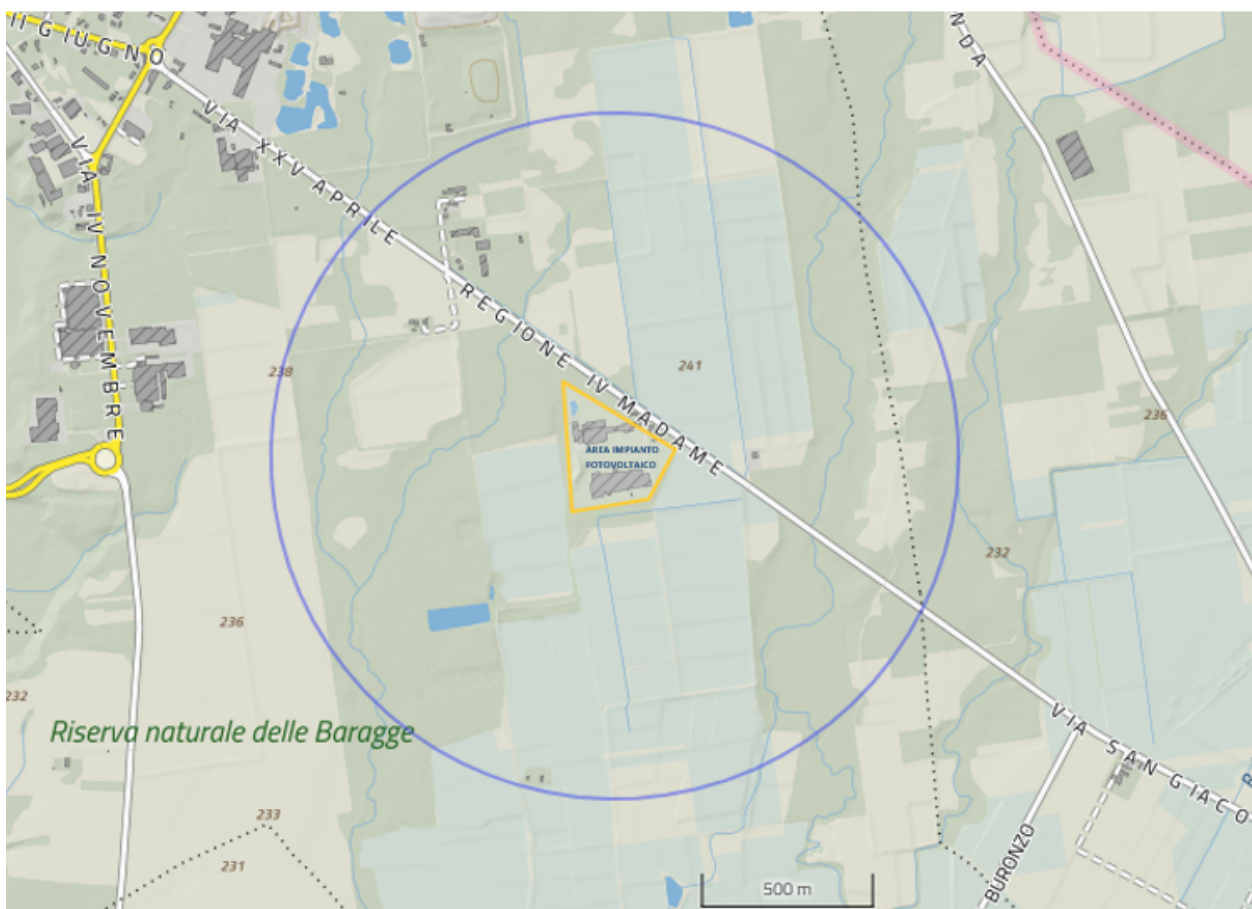 II GIUGNO
NDA
VIA XXV APRILE
VIA IV NOVEMBRE
REGIONE IV MADAME
241
238
236
AREA IMPIANTO
FOTOVOLTAICO
232
236
232
Riserva naturale delle Baragge
VIA SAN GIACO
233
231
BURONZO
500 m